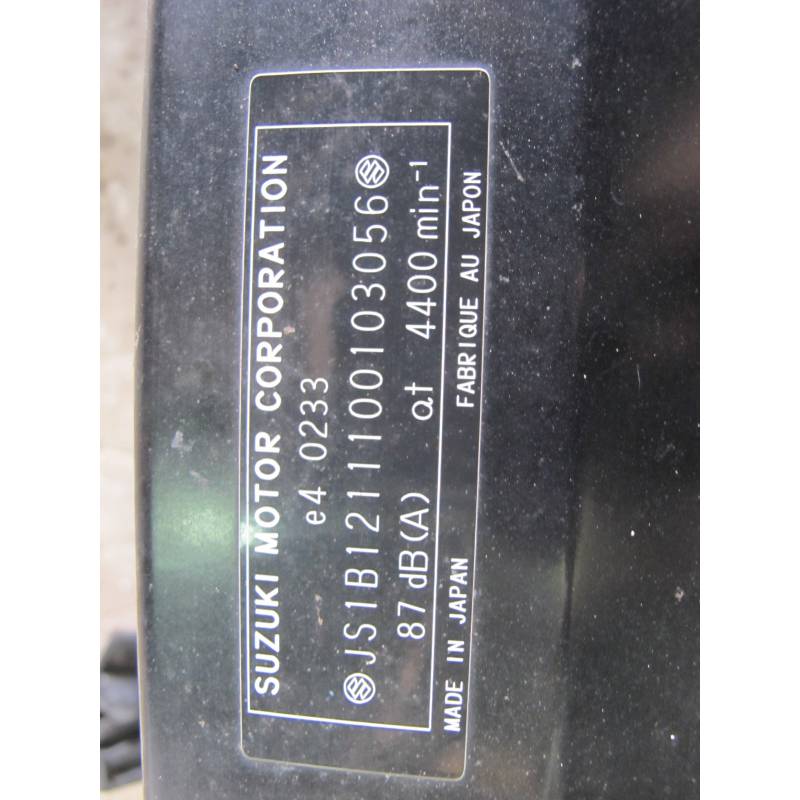 SUZUKI MOTOR CORPORATION
e4 0233
JS1B1211100103056
87 dB(A) at 4400 min⁻¹
MADE IN JAPAN FABRIQUE AU JAPON